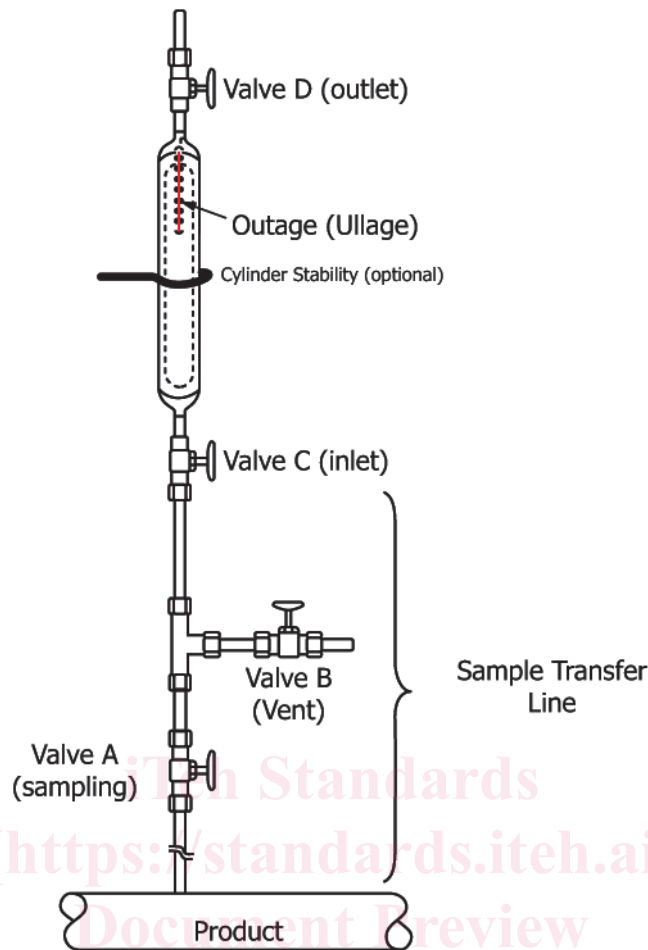 Valve D (outlet)
Outage (Ullage)
Cylinder Stability (optional)
Valve C (inlet)
Valve B
(Vent)
Sample Transfer
Line
Valve A
(sampling)
iTeh Standards
(https://standards.iteh.ai
Document Preview
Product